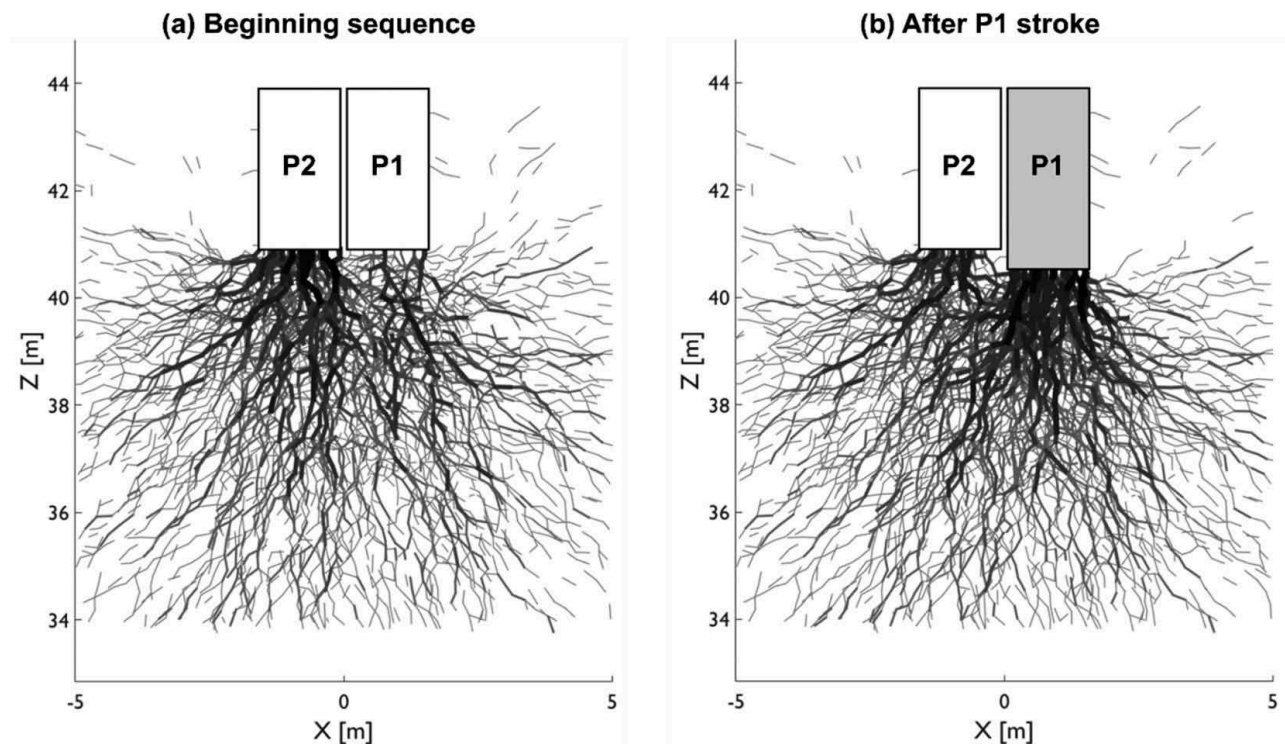 (a) Beginning sequence
(b) After P1 stroke
44
42
40
38
36
34
Z [m]
P2
P1
-5
0
5
X [m]
44
42
40
38
36
34
Z [m]
P2
P1
-5
0
5
X [m]